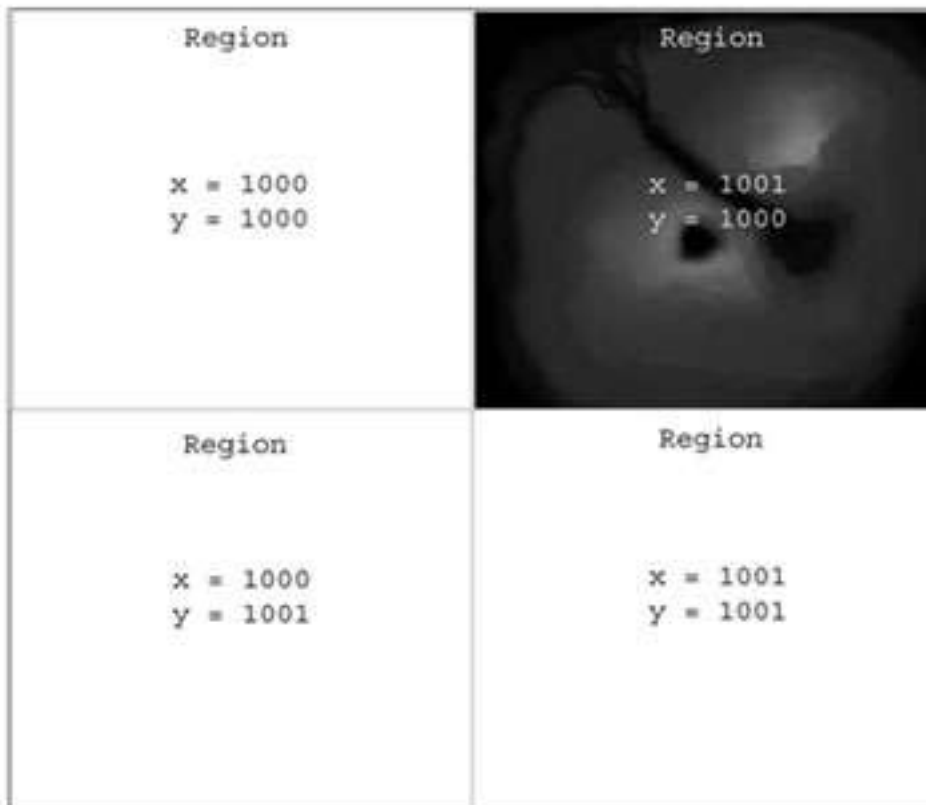 Region
x = 1000
y = 1000
Region
x = 1001
y = 1000
Region
x = 1000
y = 1001
Region
x = 1001
y = 1001